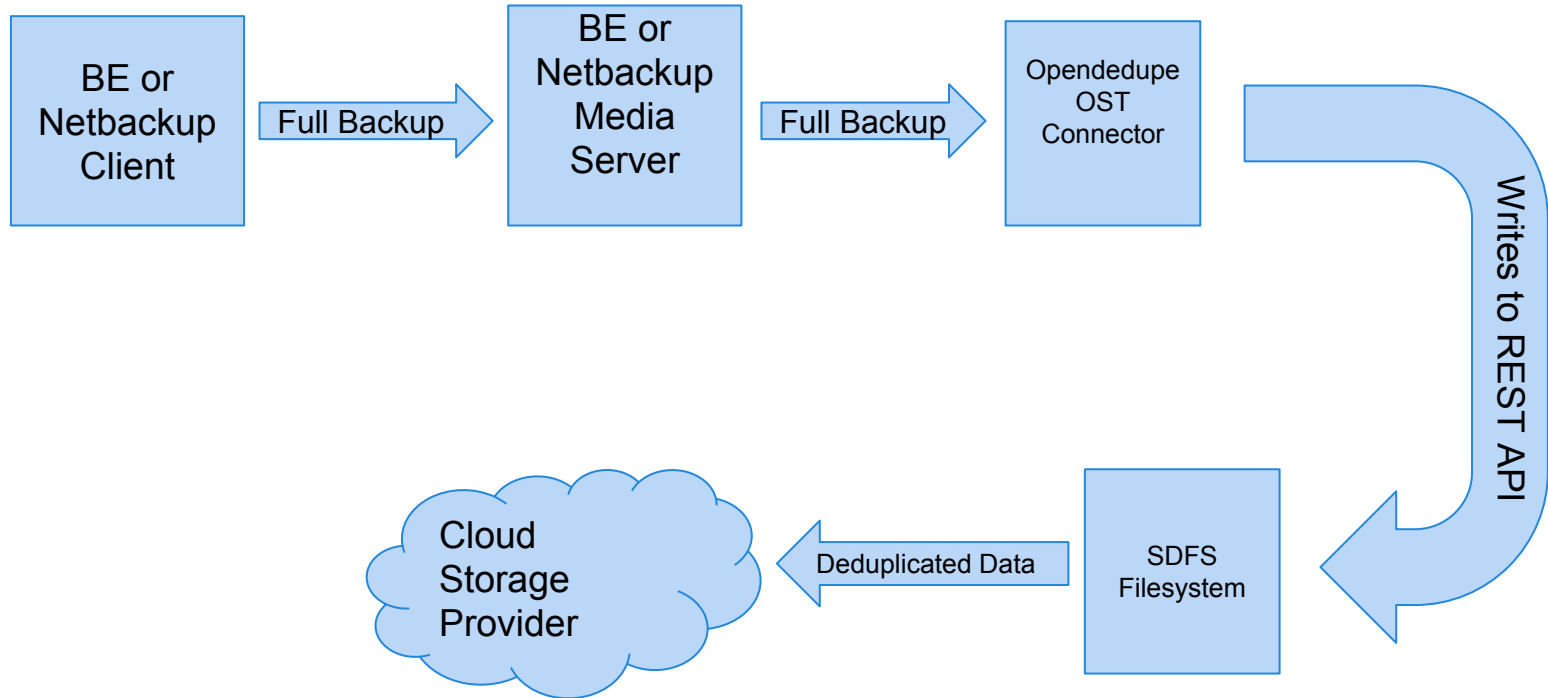 BE or
Netbackup
Client
Full Backup
BE or
Netbackup
Media
Server
Full Backup
Opendedupe
OST
Connector
Writes to REST API
SDFS
Filesystem
Deduplicated Data
Cloud
Storage
Provider